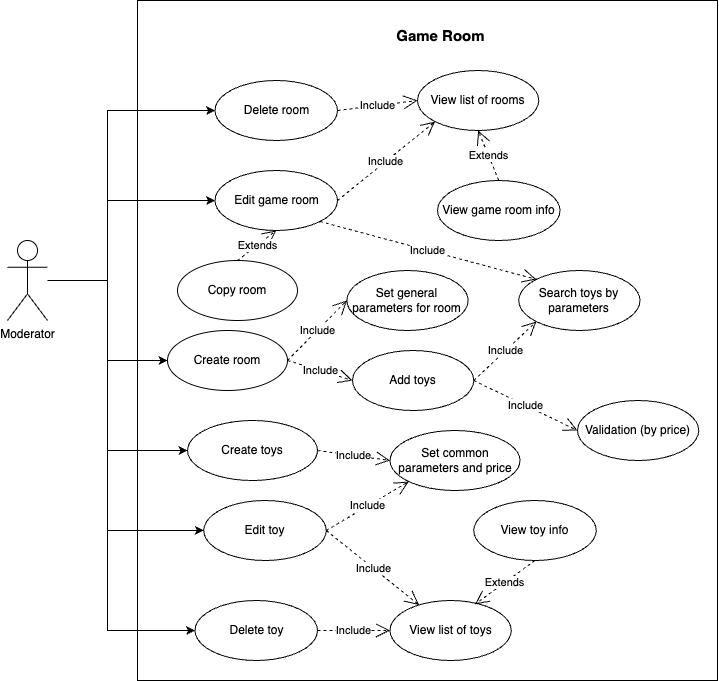 Game Room
Delete room
Include
View list of rooms
Include
Extends
Edit game room
View game room info
Extends
Include
Copy room
Set general
parameters for room
Search toys by
parameters
Moderator
Include
Create room
Include
Include
Add toys
Include
Validation (by price)
Create toys
Include
Set common
parameters and price
Include
Edit toy
View toy info
Include
Extends
Delete toy
Include
View list of toys